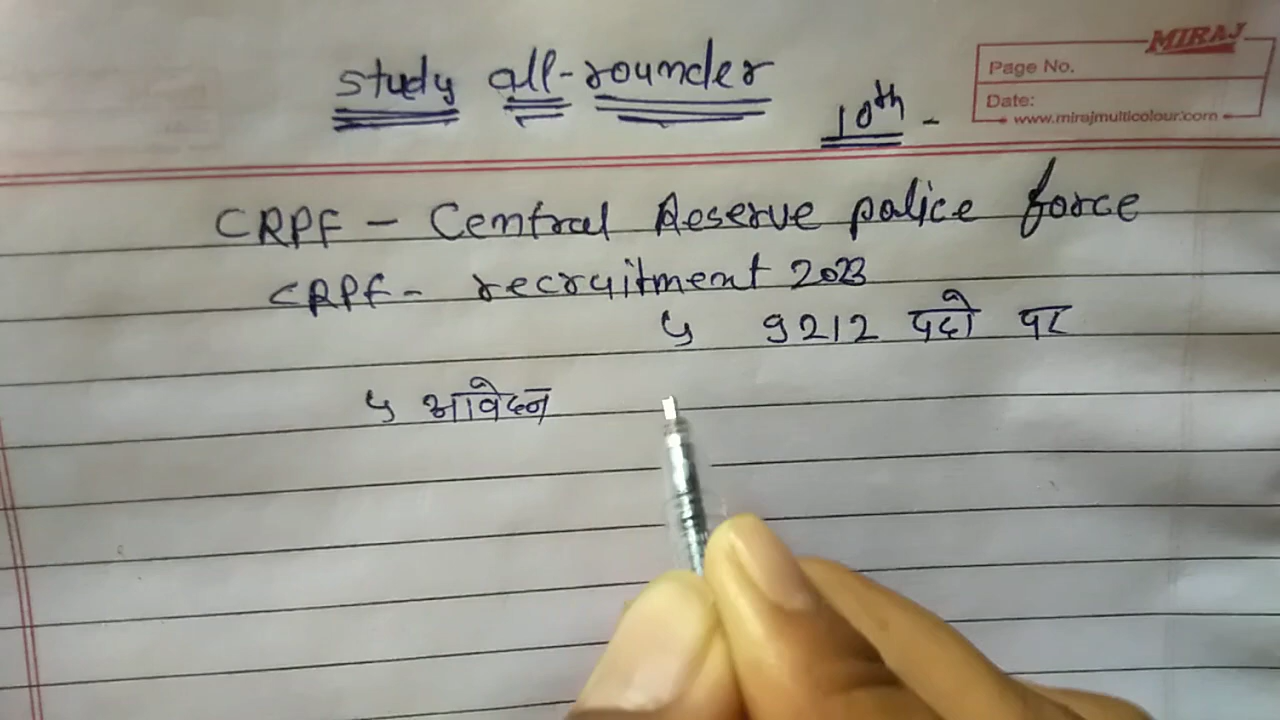 MIRAJ
Page No.
Date:
www.mirajmulticolour.com
study all-rounder
10th -
CRPF - Central Reserve police force
CRPF - recruitment 2023
↳ 9212 पदो पर
↳ आवेदन